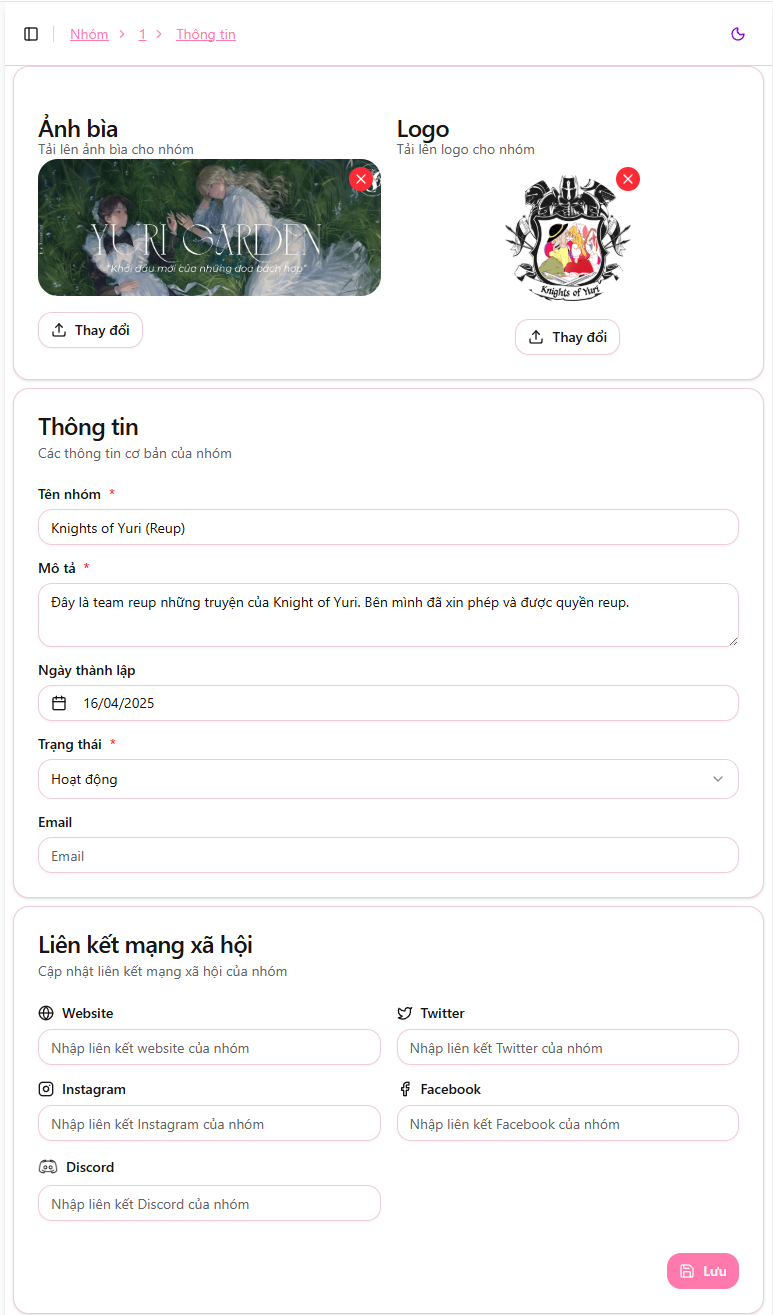 Nhóm > 1 > Thông tin
Ảnh bìa
Tải lên ảnh bìa cho nhóm
YURI GARDEN
"Khởi đầu mới của những đoá bách hợp"
Thay đổi
Logo
Tải lên logo cho nhóm
Knights of Yuri
Thay đổi
Thông tin
Các thông tin cơ bản của nhóm
Tên nhóm *
Knights of Yuri (Reup)
Mô tả *
Đây là team reup những truyện của Knight of Yuri. Bên mình đã xin phép và được quyền reup.
Ngày thành lập
16/04/2025
Trạng thái *
Hoạt động
Email
Email
Liên kết mạng xã hội
Cập nhật liên kết mạng xã hội của nhóm
Website
Nhập liên kết website của nhóm
Twitter
Nhập liên kết Twitter của nhóm
Instagram
Nhập liên kết Instagram của nhóm
Facebook
Nhập liên kết Facebook của nhóm
Discord
Nhập liên kết Discord của nhóm
Lưu